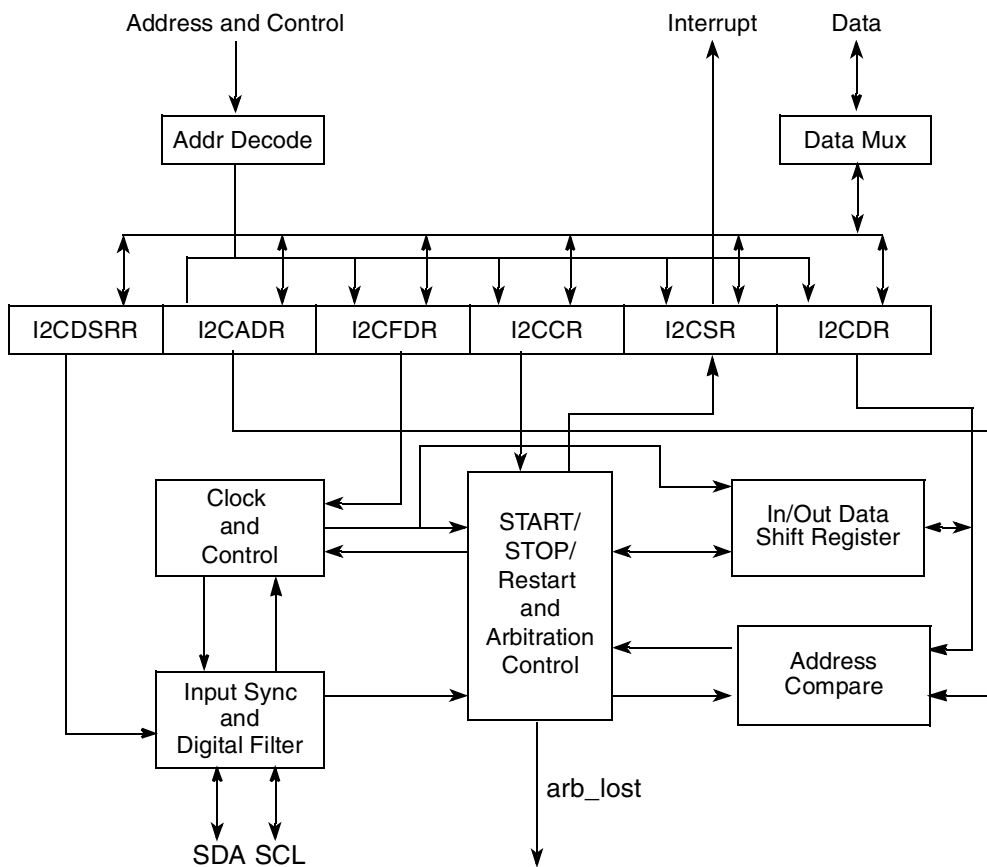 Address and Control
Interrupt
Data
Addr Decode
Data Mux
I2CDSRR
I2CADR
I2CFDR
I2CCR
I2CSR
I2CDR
Clock
and
Control
START/
STOP/
Restart
and
Arbitration
Control
In/Out Data
Shift Register
Input Sync
and
Digital Filter
Address
Compare
arb_lost
SDA
SCL